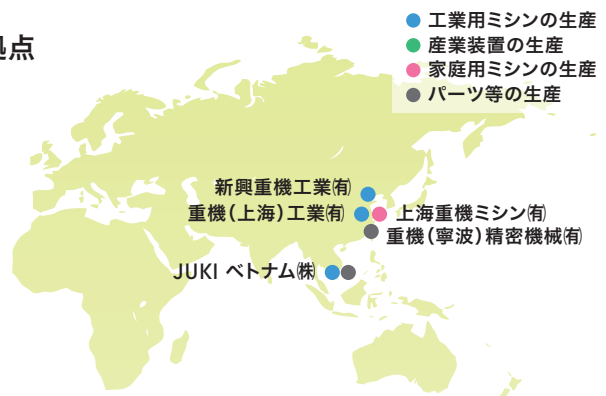 拠点
● 工業用ミシンの生産
● 産業装置の生産
● 家庭用ミシンの生産
● パーツ等の生産
新興重機工業㈲
重機(上海)工業㈲
上海重機ミシン㈲
重機(寧波)精密機械㈲
JUKI ベトナム㈱